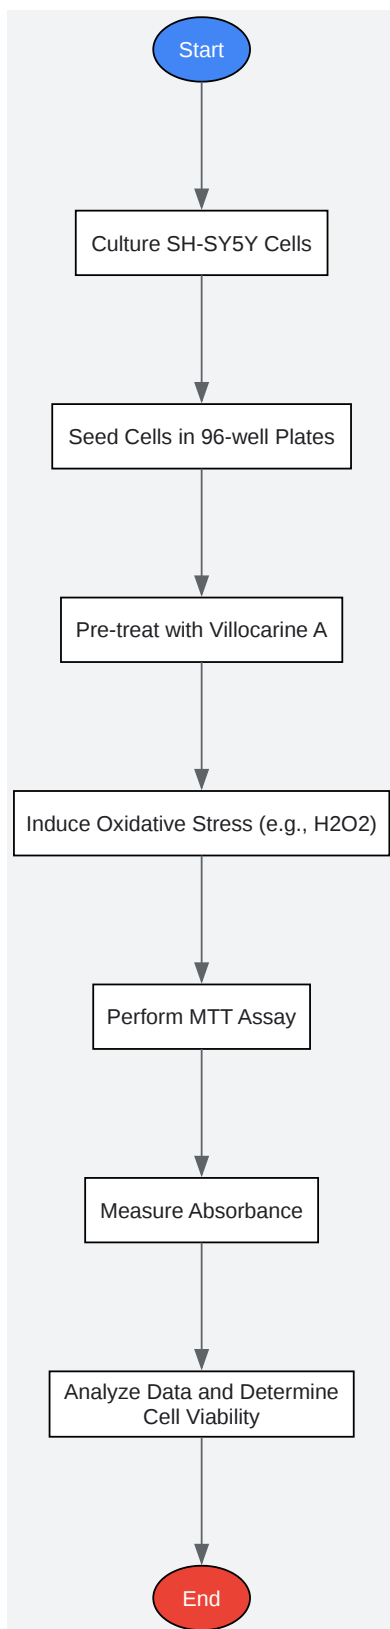 Start
Culture SH-SY5Y Cells
Seed Cells in 96-well Plates
Pre-treat with Villocarine A
Induce Oxidative Stress (e.g., H2O2)
Perform MTT Assay
Measure Absorbance
Analyze Data and Determine
Cell Viability
End